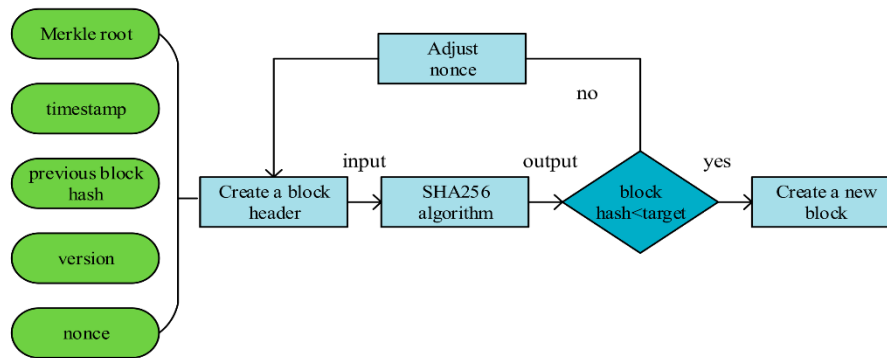 Merkle root
timestamp
previous block
hash
version
nonce
Adjust
nonce
no
input
output
yes
Create a block
header
SHA256
algorithm
block
hash<target
Create a new
block